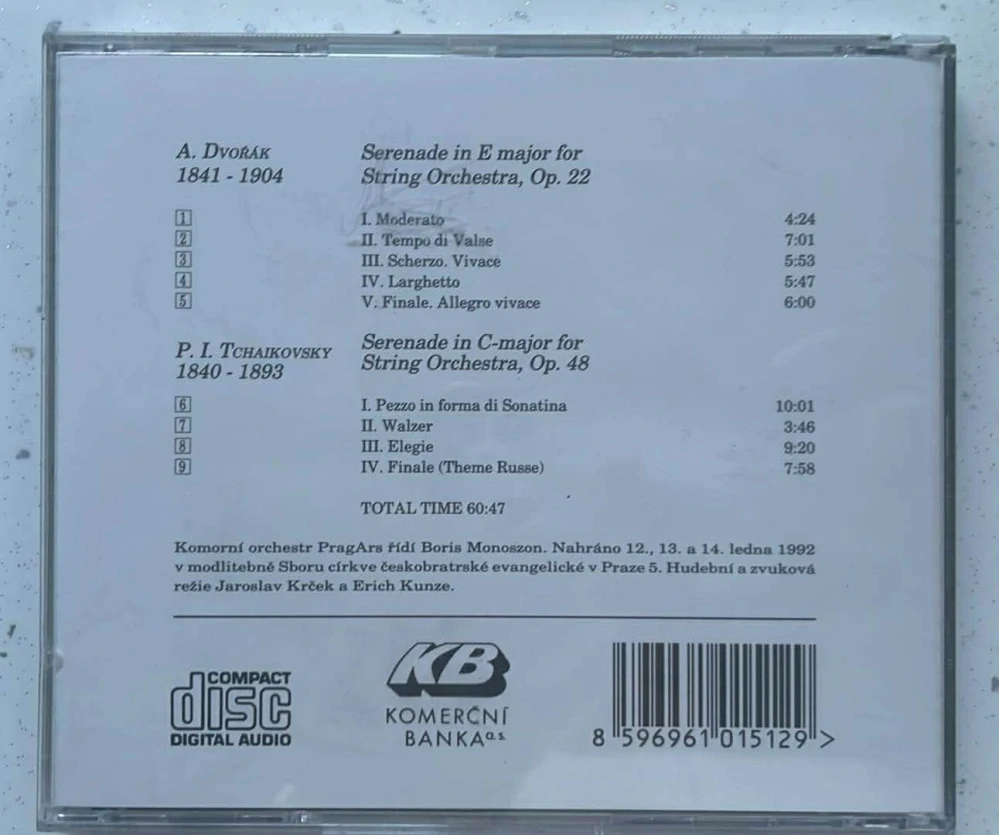 A. DVOŘÁK
1841 - 1904
Serenade in E major for
String Orchestra, Op. 22
1 I. Moderato 4:24
2 II. Tempo di Valse 7:01
3 III. Scherzo. Vivace 5:53
4 IV. Larghetto 5:47
5 V. Finale. Allegro vivace 6:00
P. I. TCHAIKOVSKY
1840 - 1893
Serenade in C-major for
String Orchestra, Op. 48
6 I. Pezzo in forma di Sonatina 10:01
7 II. Walzer 3:46
8 III. Elegie 9:20
9 IV. Finale (Theme Russe) 7:58
TOTAL TIME 60:47
Komorní orchestr PragArs řídí Boris Monoszon. Nahráno 12., 13. a 14. ledna 1992
v modlitebně Sboru církve českobratrské evangelické v Praze 5. Hudební a zvuková
režie Jaroslav Krček a Erich Kunze.
COMPACT
disc
DIGITAL AUDIO
KB
KOMERČNÍ
BANKA a.s.
8 596961 015129 >